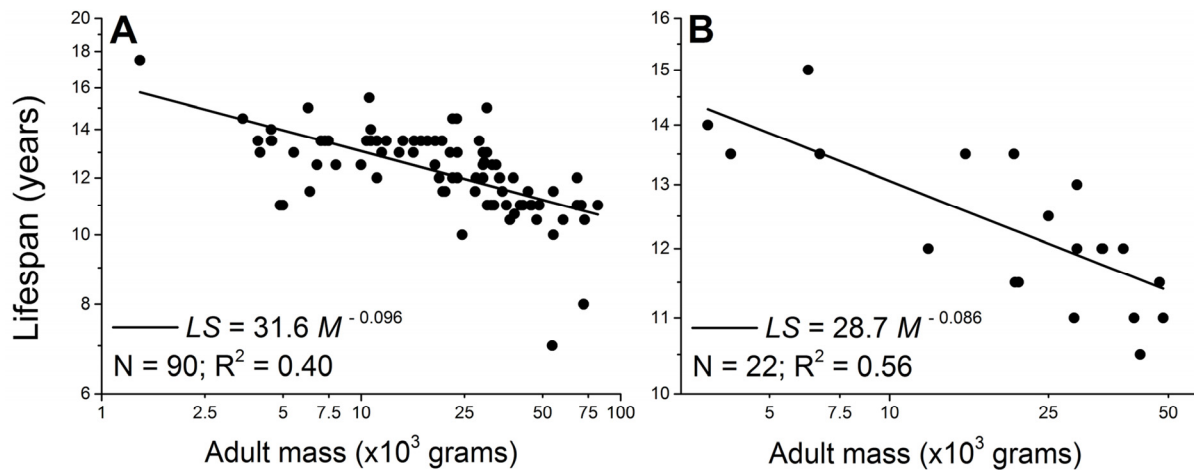 A
B
Lifespan (years)
20
18
16
14
12
10
8
6
LS = 31.6 M - 0.096
N = 90; R2 = 0.40
1 2.5 5 7.5 10 25 50 75 100
Adult mass (x103 grams)
16
15
14
13
12
11
10
LS = 28.7 M - 0.086
N = 22; R2 = 0.56
5 7.5 10 25 50
Adult mass (x103 grams)